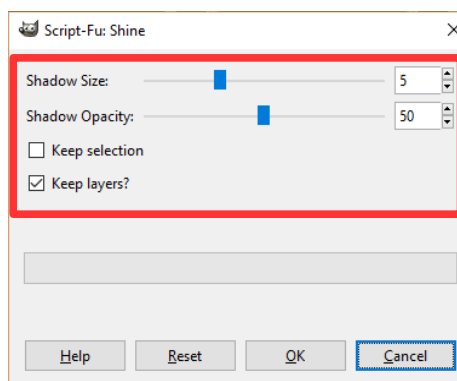 Script-Fu: Shine
Shadow Size: 5
Shadow Opacity: 50
Keep selection
Keep layers?
Help Reset OK Cancel